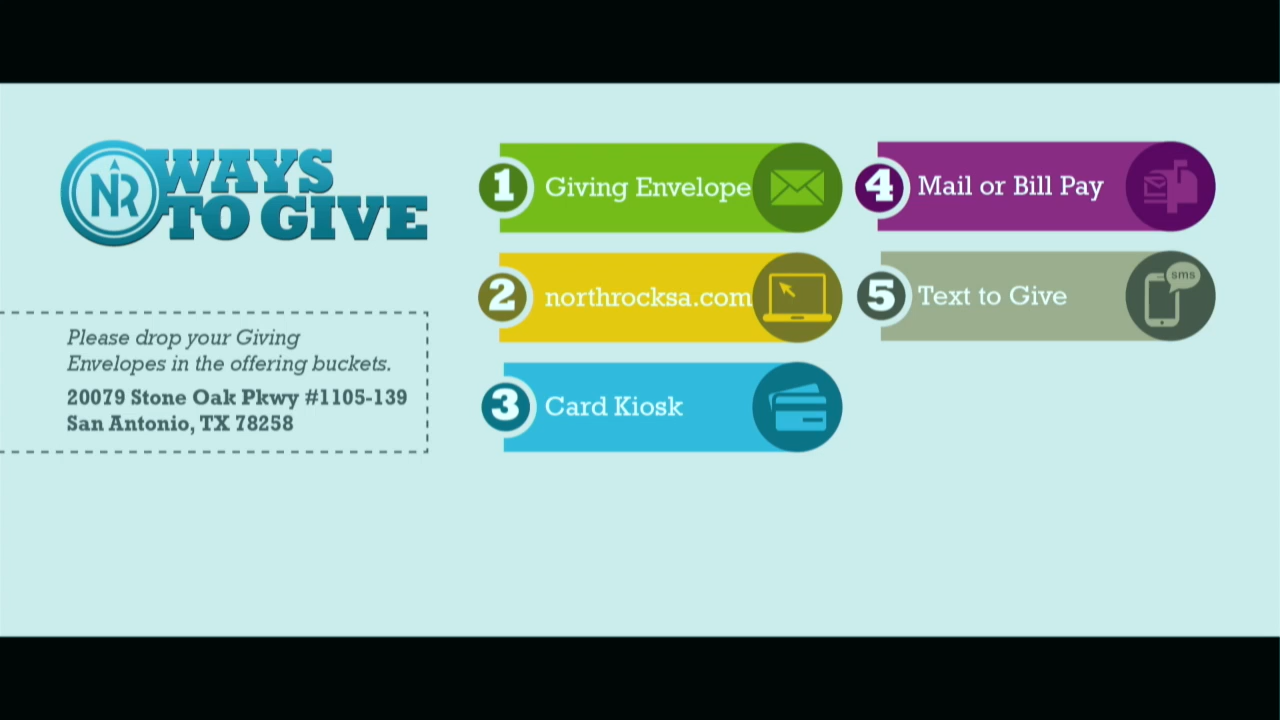 NR
WAYS
TO GIVE
Please drop your Giving
Envelopes in the offering buckets.
20079 Stone Oak Pkwy #1105-139
San Antonio, TX 78258
1 Giving Envelope
2 northrocksa.com
3 Card Kiosk
4 Mail or Bill Pay
5 Text to Give
sms